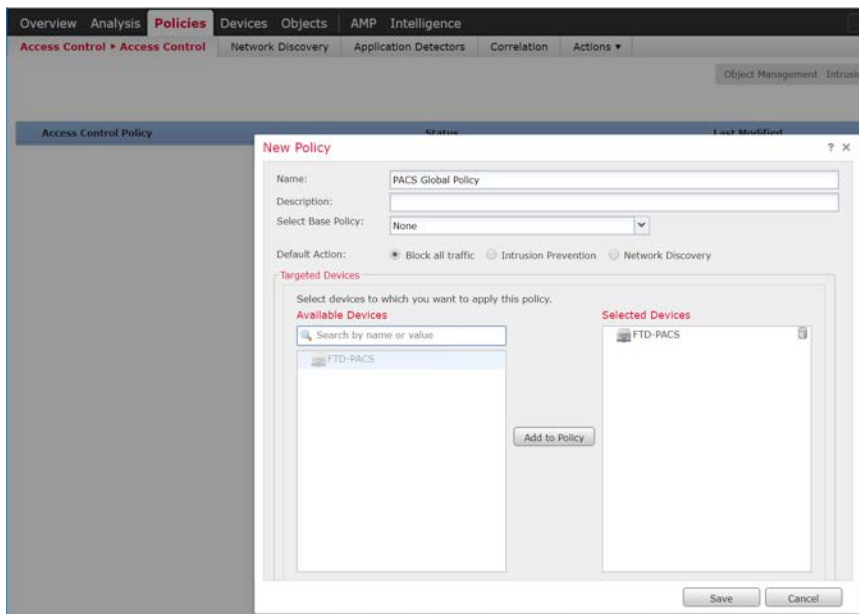 Overview Analysis Policies Devices Objects AMP Intelligence
Access Control ▸ Access Control Network Discovery Application Detectors Correlation Actions ▾
Object Management
Access Control Policy Status Last Modified
New Policy ? ×
Name: PACS Global Policy
Description:
Select Base Policy: None
Default Action: Block all traffic Intrusion Prevention Network Discovery
Targeted Devices
Select devices to which you want to apply this policy.
Available Devices Selected Devices
Search by name or value FTD-PACS
FTD-PACS
Add to Policy
Save Cancel